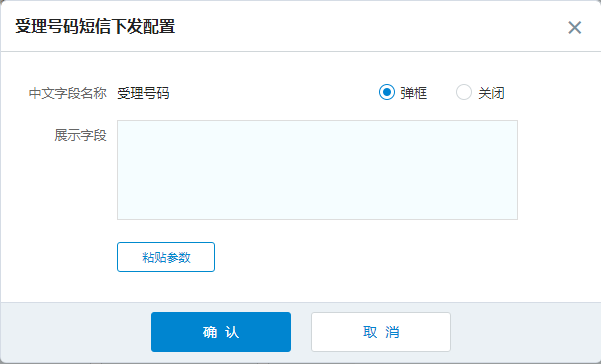 受理号码短信下发配置
中文字段名称 受理号码 弹框 关闭
展示字段
粘贴参数
确 认 取 消